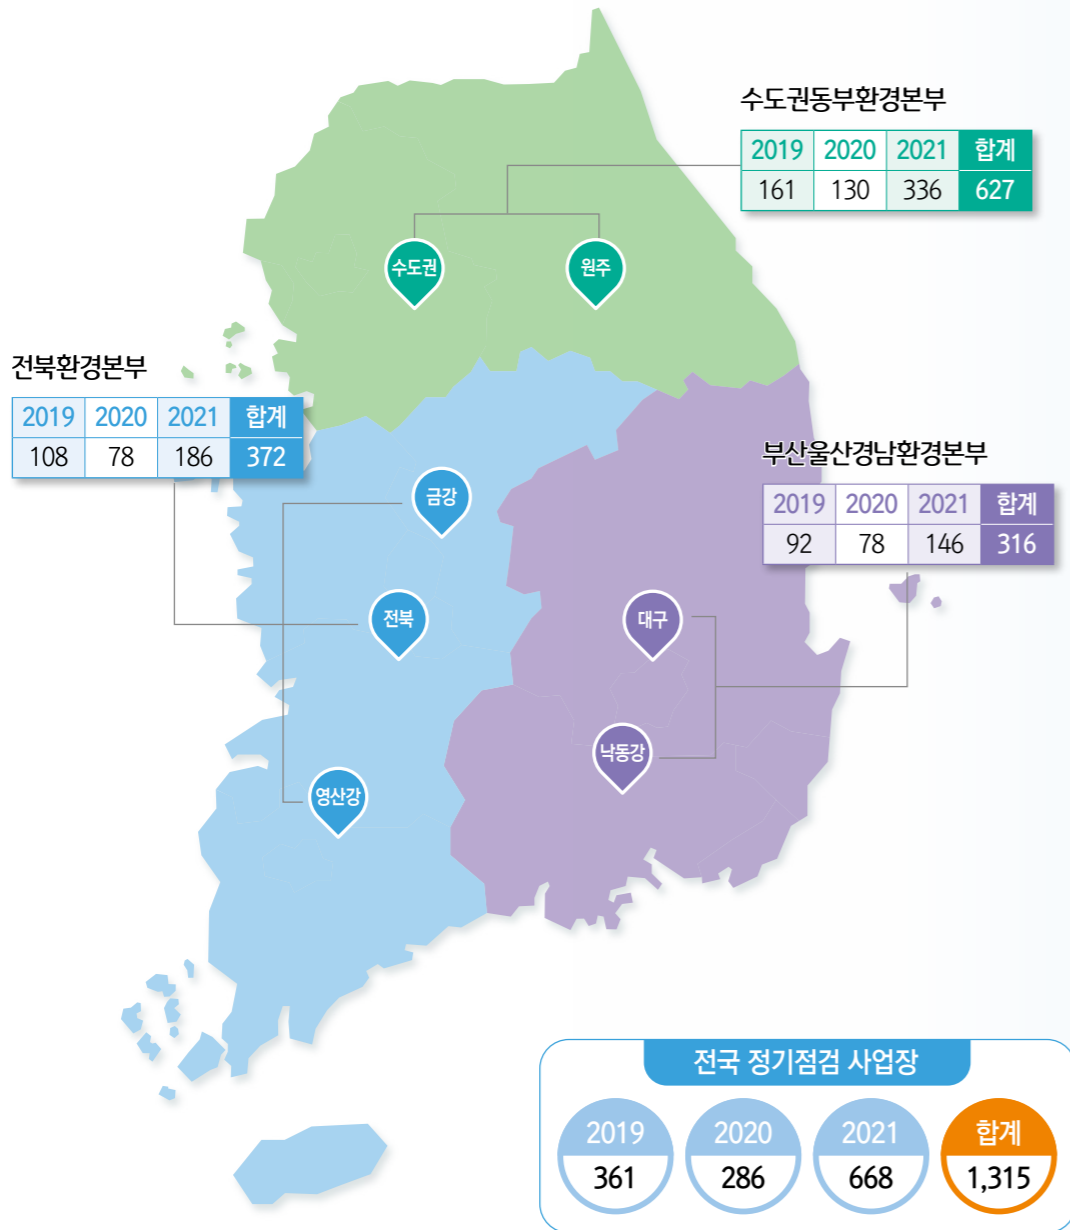 수도권동부환경본부
2019 2020 2021 합계
161 130 336 627
수도권 원주
전북환경본부
2019 2020 2021 합계
108 78 186 372
부산울산경남환경본부
2019 2020 2021 합계
92 78 146 316
금강
전북
대구
낙동강
영산강
전국 정기점검 사업장
2019 2020 2021 합계
361 286 668 1,315